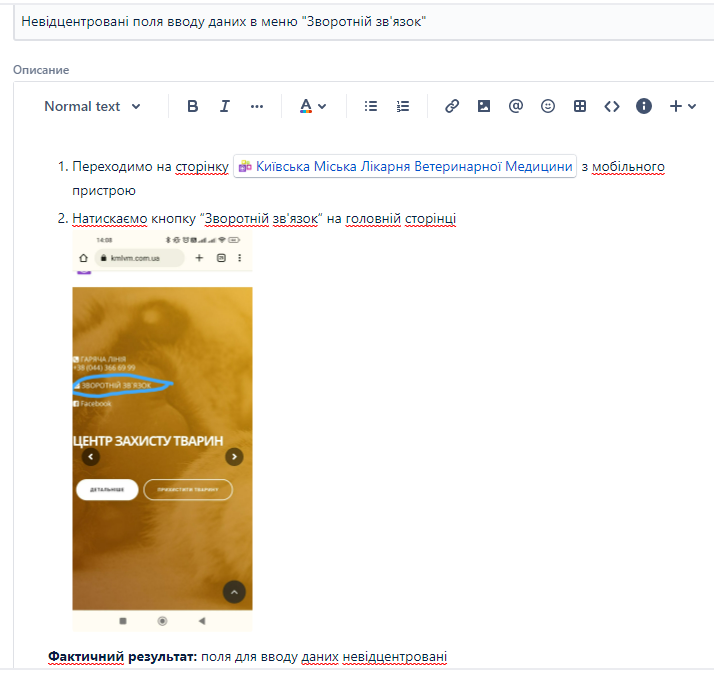 Невідцентровані поля вводу даних в меню "Зворотній зв'язок"
Описание
Normal text
1. Переходимо на сторінку Київська Міська Лікарня Ветеринарної Медицини з мобільного
пристрою
2. Натискаємо кнопку “Зворотній зв'язок” на головній сторінці
14:08
kmlvm.com.ua
ГАРЯЧА ЛІНІЯ
+38 (044) 366 69 99
ЗВОРОТНІЙ ЗВ'ЯЗОК
Facebook
ЦЕНТР ЗАХИСТУ ТВАРИН
ДЕТАЛЬНІШЕ
ПРИХИСТИТИ ТВАРИНУ
Фактичний результат: поля для вводу даних невідцентровані